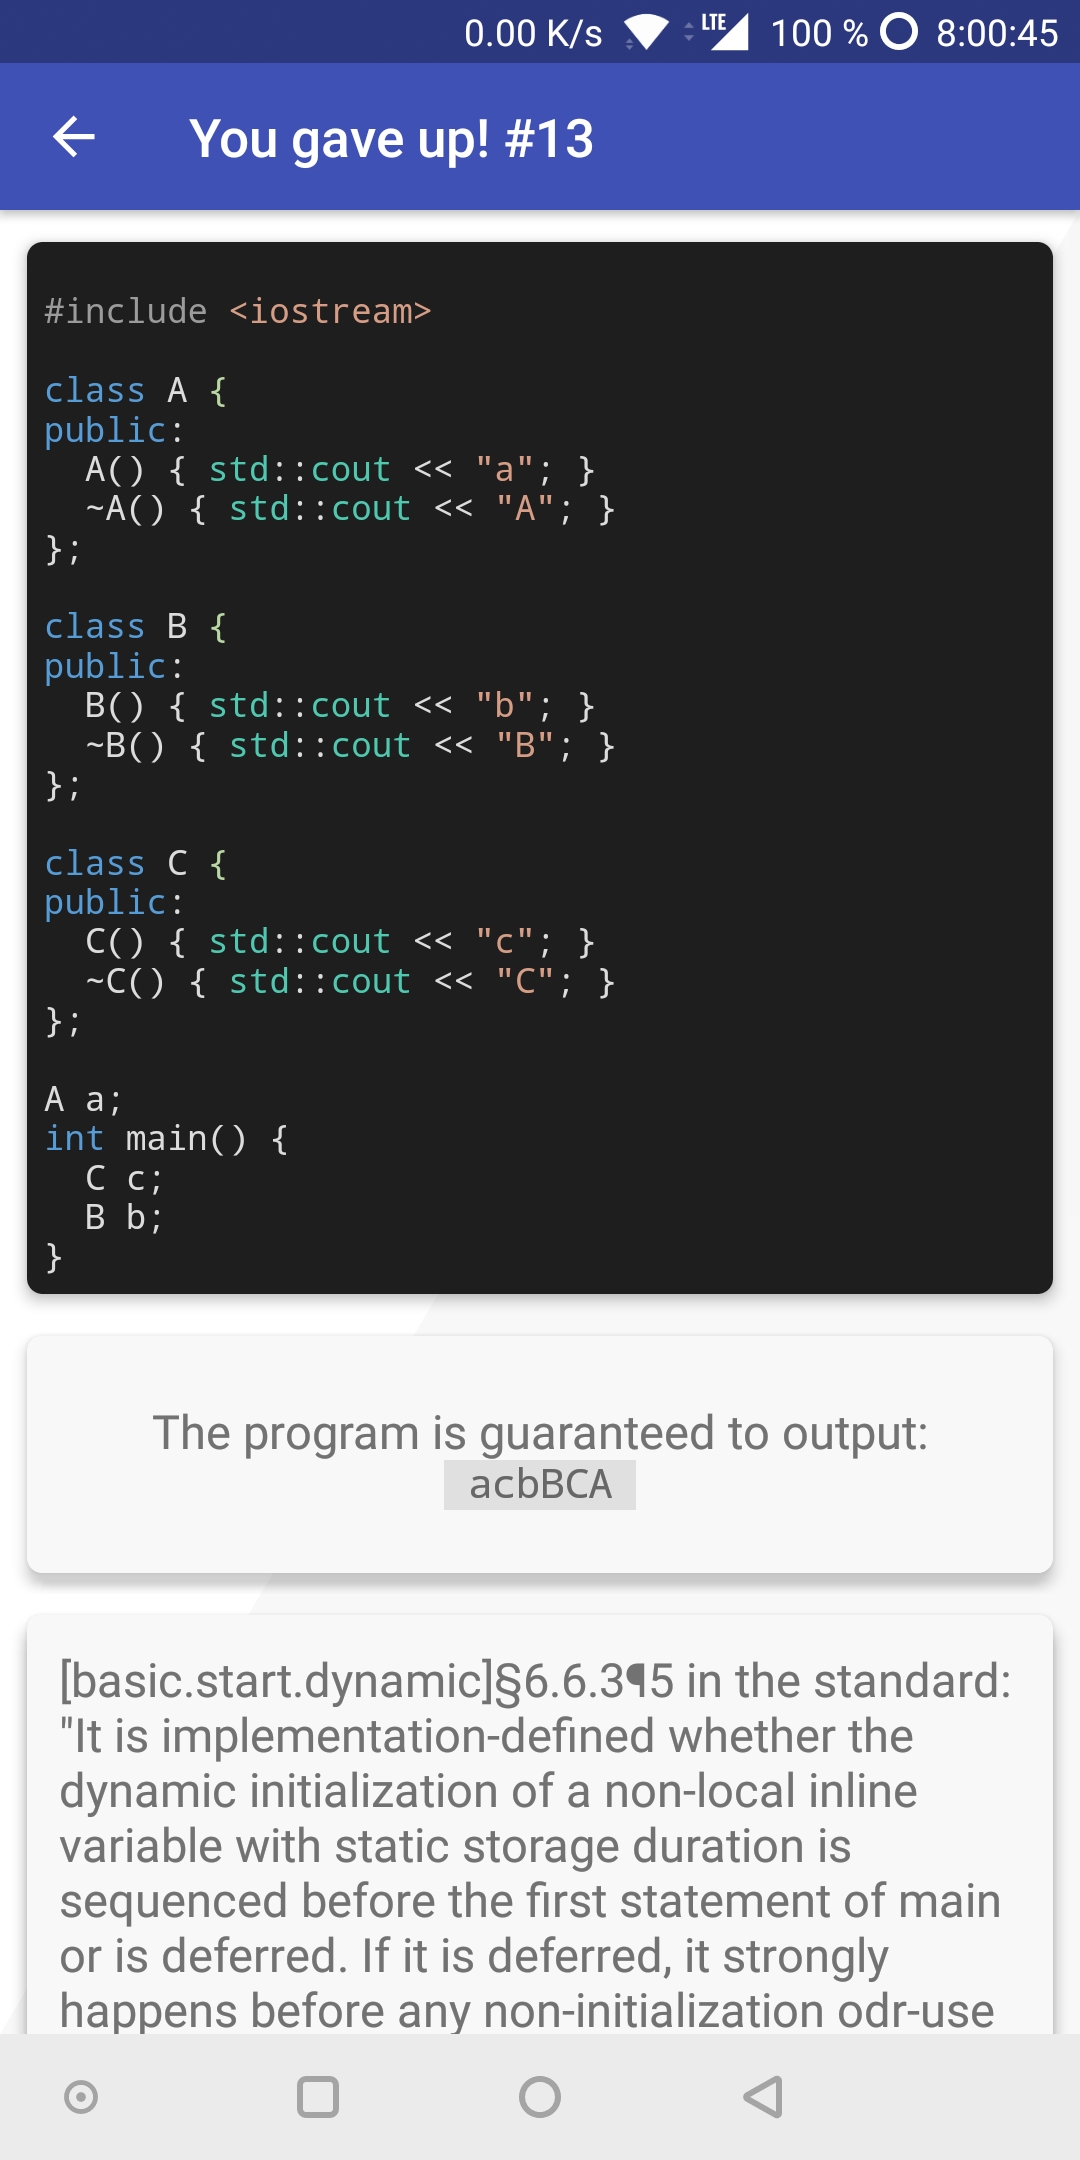 0.00 K/s LTE 100 % 8:00:45
You gave up! #13
#include <iostream>
class A {
public:
  A() { std::cout << "a"; }
  ~A() { std::cout << "A"; }
};
class B {
public:
  B() { std::cout << "b"; }
  ~B() { std::cout << "B"; }
};
class C {
public:
  C() { std::cout << "c"; }
  ~C() { std::cout << "C"; }
};
A a;
int main() {
  C c;
  B b;
}
The program is guaranteed to output:
acbBCA
[basic.start.dynamic]§6.6.3¶5 in the standard:
"It is implementation-defined whether the
dynamic initialization of a non-local inline
variable with static storage duration is
sequenced before the first statement of main
or is deferred. If it is deferred, it strongly
happens before any non-initialization odr-use